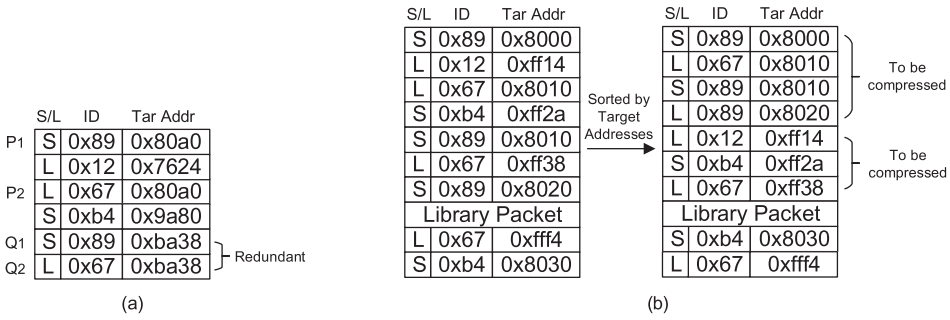 S/L ID Tar Addr
P1 S 0x89 0x80a0
L 0x12 0x7624
P2 L 0x67 0x80a0
S 0xb4 0x9a80
Q1 S 0x89 0xba38
Q2 L 0x67 0xba38
Redundant
(a)
S/L ID Tar Addr
S 0x89 0x8000
L 0x12 0xff14
L 0x67 0x8010
S 0xb4 0xff2a
S 0x89 0x8010
L 0x67 0xff38
S 0x89 0x8020
Library Packet
L 0x67 0xfff4
S 0xb4 0x8030
Sorted by
Target
Addresses
S/L ID Tar Addr
S 0x89 0x8000
L 0x67 0x8010
S 0x89 0x8010
L 0x89 0x8020
L 0x12 0xff14
S 0xb4 0xff2a
L 0x67 0xff38
Library Packet
S 0xb4 0x8030
L 0x67 0xfff4
To be
compressed
To be
compressed
(b)